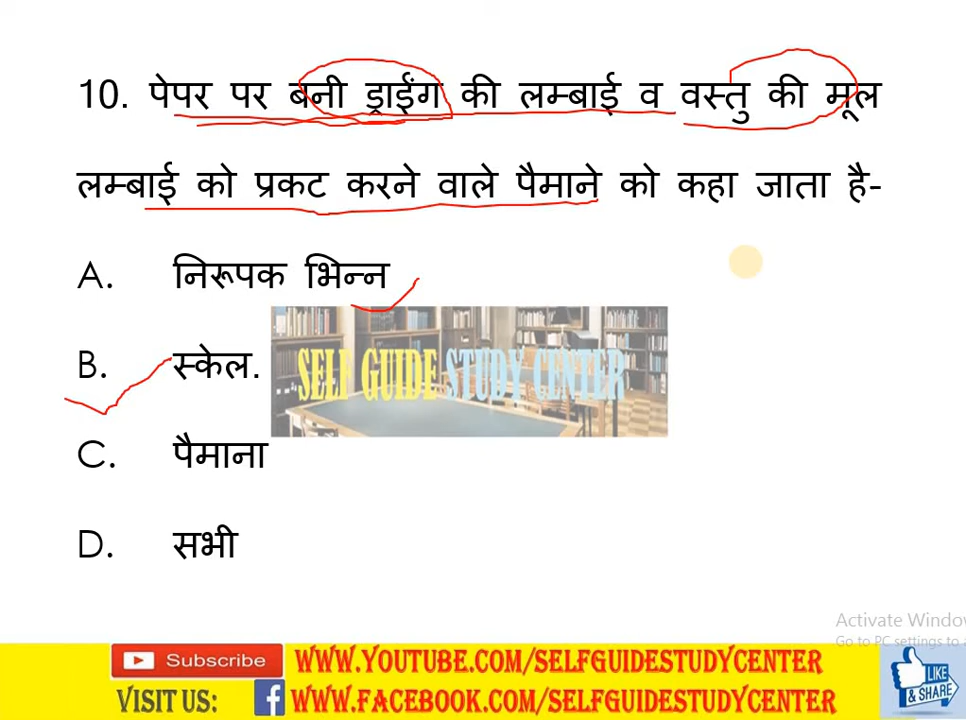 10. पेपर पर बनी ड्राईंग की लम्बाई व वस्तु की मूल
लम्बाई को प्रकट करने वाले पैमाने को कहा जाता है-
A. निरूपक भिन्न
B. स्केल.
SELF GUIDE STUDY CENTER
C. पैमाना
D. सभी
Activate Windo
Go to PC settings to a
Subscribe WWW.YOUTUBE.COM/SELFGUIDESTUDYCENTER
VISIT US: f WWW.FACEBOOK.COM/SELFGUIDESTUDYCENTER
LIKE
& SHARE